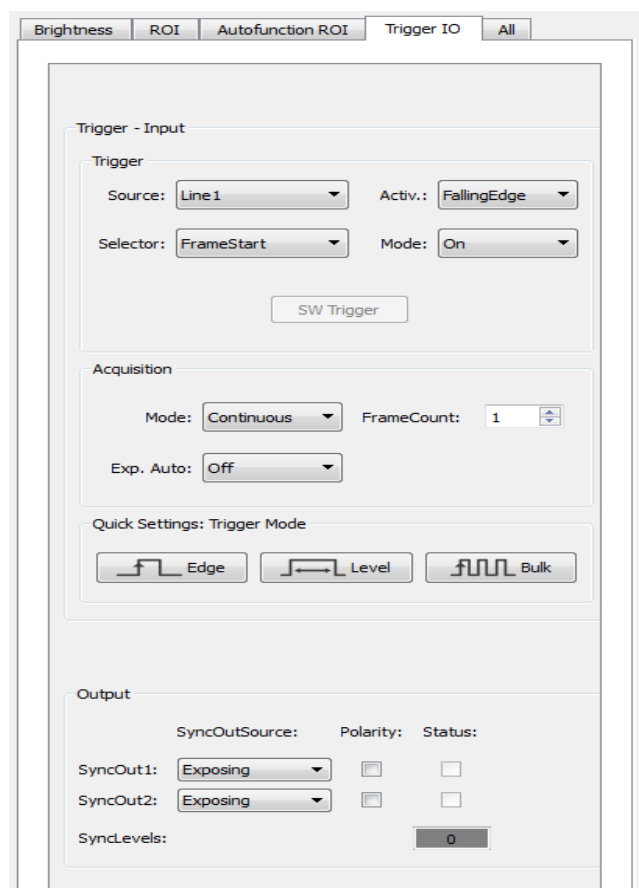 Brightness ROI Autofunction ROI Trigger IO All
Trigger - Input
Trigger
Source: Line1 Activ.: FallingEdge
Selector: FrameStart Mode: On
SW Trigger
Acquisition
Mode: Continuous FrameCount: 1
Exp. Auto: Off
Quick Settings: Trigger Mode
Edge Level Bulk
Output
SyncOutSource: Polarity: Status:
SyncOut1: Exposing
SyncOut2: Exposing
SyncLevels: 0